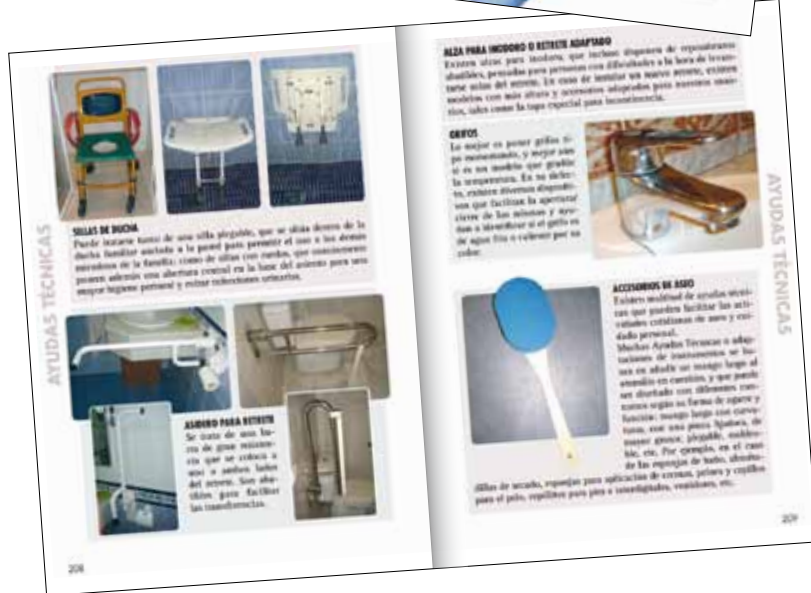 AYUDAS TÉCNICAS
SILLAS DE DUCHA
Puede tratarse tanto de una silla plegable, que se sitúa dentro de la
ducha familiar anclada a la pared para permitir el uso a los demás
miembros de la familia; como de sillas con ruedas, que comúnmente
poseen además una abertura central en la base del asiento para una
mayor higiene personal y evitar infecciones urinarias.
ASIDERO PARA RETRETE
Se trata de una ba-
rra de gran resisten-
cia que se coloca a
uno o ambos lados
del retrete. Son aba-
tibles para facilitar
las transferencias.
208
ALZA PARA INODORO O RETRETE ADAPTADO
Existen alzas para inodoro, que incluso disponen de reposabrazos
abatibles, pensadas para personas con dificultades a la hora de levan-
tarse solas del retrete. En caso de instalar un nuevo retrete, existen
modelos con más altura y accesorios adaptados para nuestros usua-
rios, tales como la tapa especial para incontinencia.
GRIFOS
Lo mejor es poner grifos ti-
po monomando, y mejor aún
si es un modelo que gradúe
la temperatura. En su defec-
to, existen diversos dispositi-
vos que facilitan la apertura/
cierre de los mismos y ayu-
dan a identificar si el grifo es
de agua fría o caliente por su
color.
AYUDAS TÉCNICAS
ACCESORIOS DE ASEO
Existen multitud de ayudas técni-
cas que pueden facilitar las acti-
vidades cotidianas de aseo y cui-
dado personal.
Muchas Ayudas Técnicas o adap-
taciones de instrumentos se ba-
san en añadir un mango largo al
utensilio en cuestión, y que puede
ser diseñado con diferentes con-
tornos según su forma de agarre y
función: mango largo con curva-
tura, con una pieza fijadora, de
mayor grosor, plegable, moldea-
ble, etc. Por ejemplo, en el caso
de las esponjas de baño, almoha-
dillas de secado, esponjas para aplicación de cremas, peines y cepillos
para el pelo, cepillitos para pies e interdigitales, etc.
209